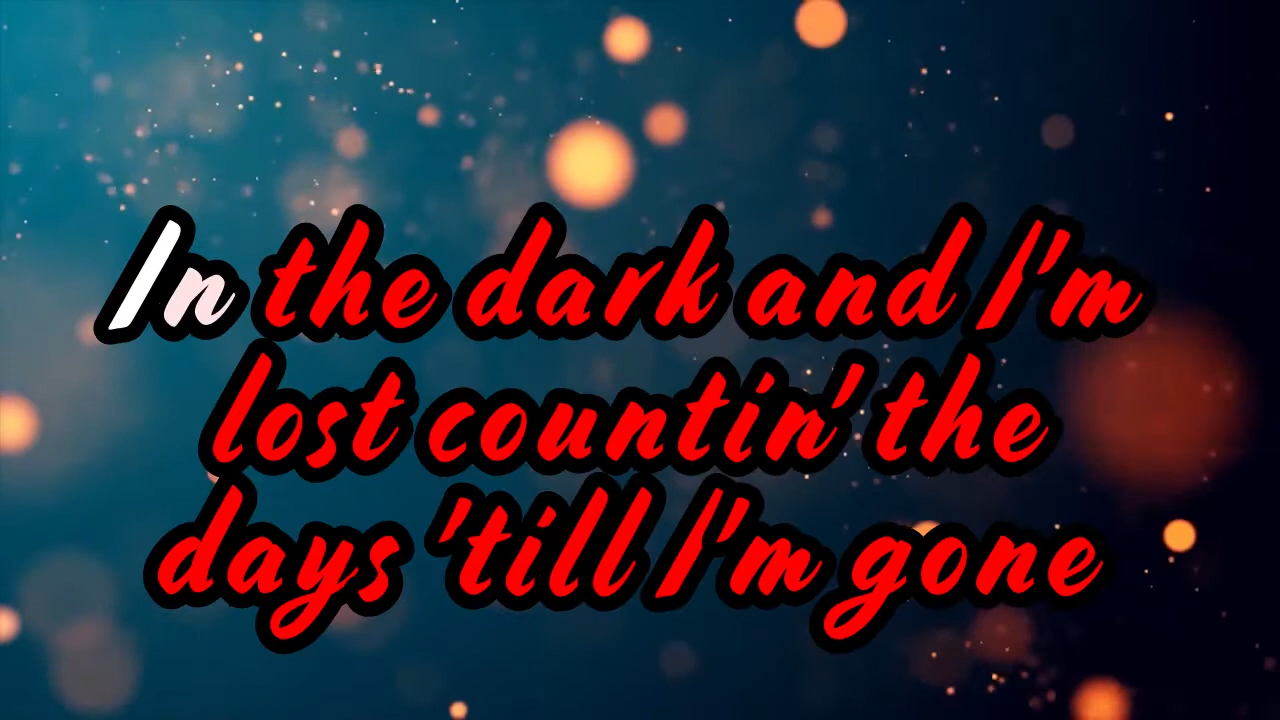 In the dark and I'm
lost countin' the
days 'till I'm gone